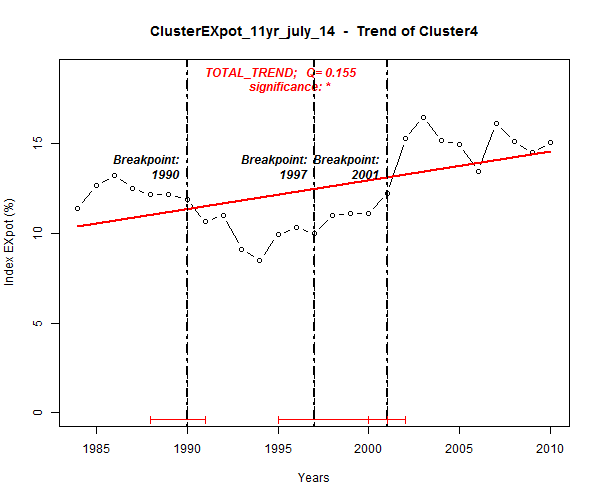 ClusterEXpot_11yr_july_14 - Trend of Cluster4
TOTAL_TREND; Q= 0.155
significance: *
Breakpoint: Breakpoint: Breakpoint:
1990 1997 2001
Index EXpot (%)
15
10
5
0
1985 1990 1995 2000 2005 2010
Years